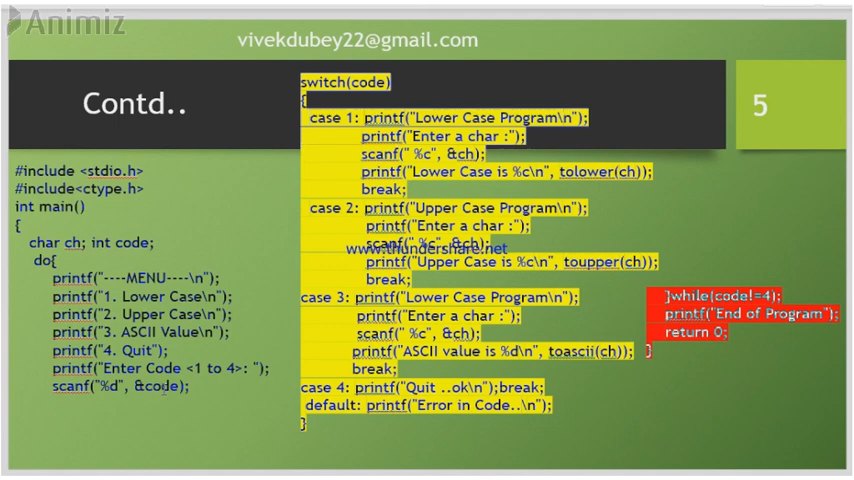 Animiz
vivekdubey22@gmail.com
Contd..
5
#include <stdio.h>
#include<ctype.h>
int main()
{
char ch; int code;
do{
printf("----MENU----\n");
printf("1. Lower Case\n");
printf("2. Upper Case\n");
printf("3. ASCII Value\n");
printf("4. Quit");
printf("Enter Code <1 to 4>: ");
scanf("%d", &code);
switch(code)
{
case 1: printf("Lower Case Program\n");
printf("Enter a char :");
scanf(" %c", &ch);
printf("Lower Case is %c\n", tolower(ch));
break;
case 2: printf("Upper Case Program\n");
printf("Enter a char :");
scanf(" %c", &ch);
www.thundershare.net
printf("Upper Case is %c\n", toupper(ch));
break;
case 3: printf("Lower Case Program\n");
printf("Enter a char :");
scanf(" %c", &ch);
printf("ASCII value is %d\n", toascii(ch));
break;
case 4: printf("Quit ..ok\n");break;
default: printf("Error in Code..\n");
}
}while(code!=4);
printf("End of Program");
return 0;
}